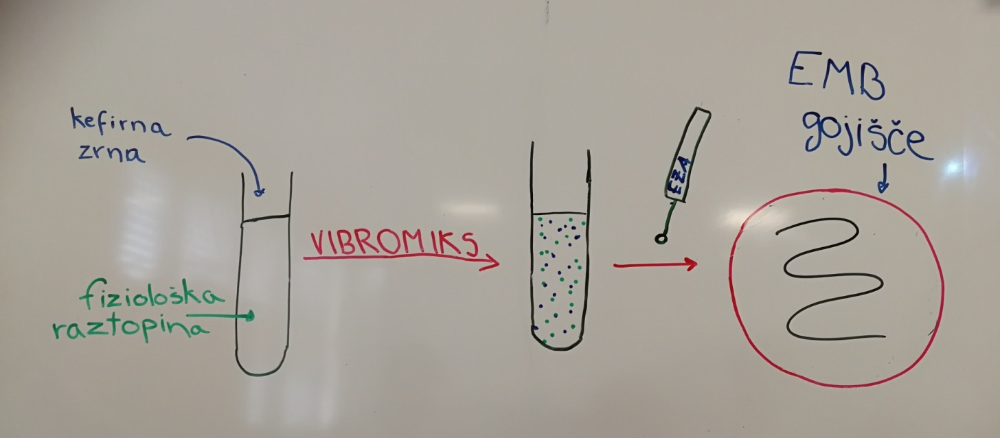 kefirna
zrna
fiziološka
raztopina
VIBROMIKS
EZA
EMB
gojišče